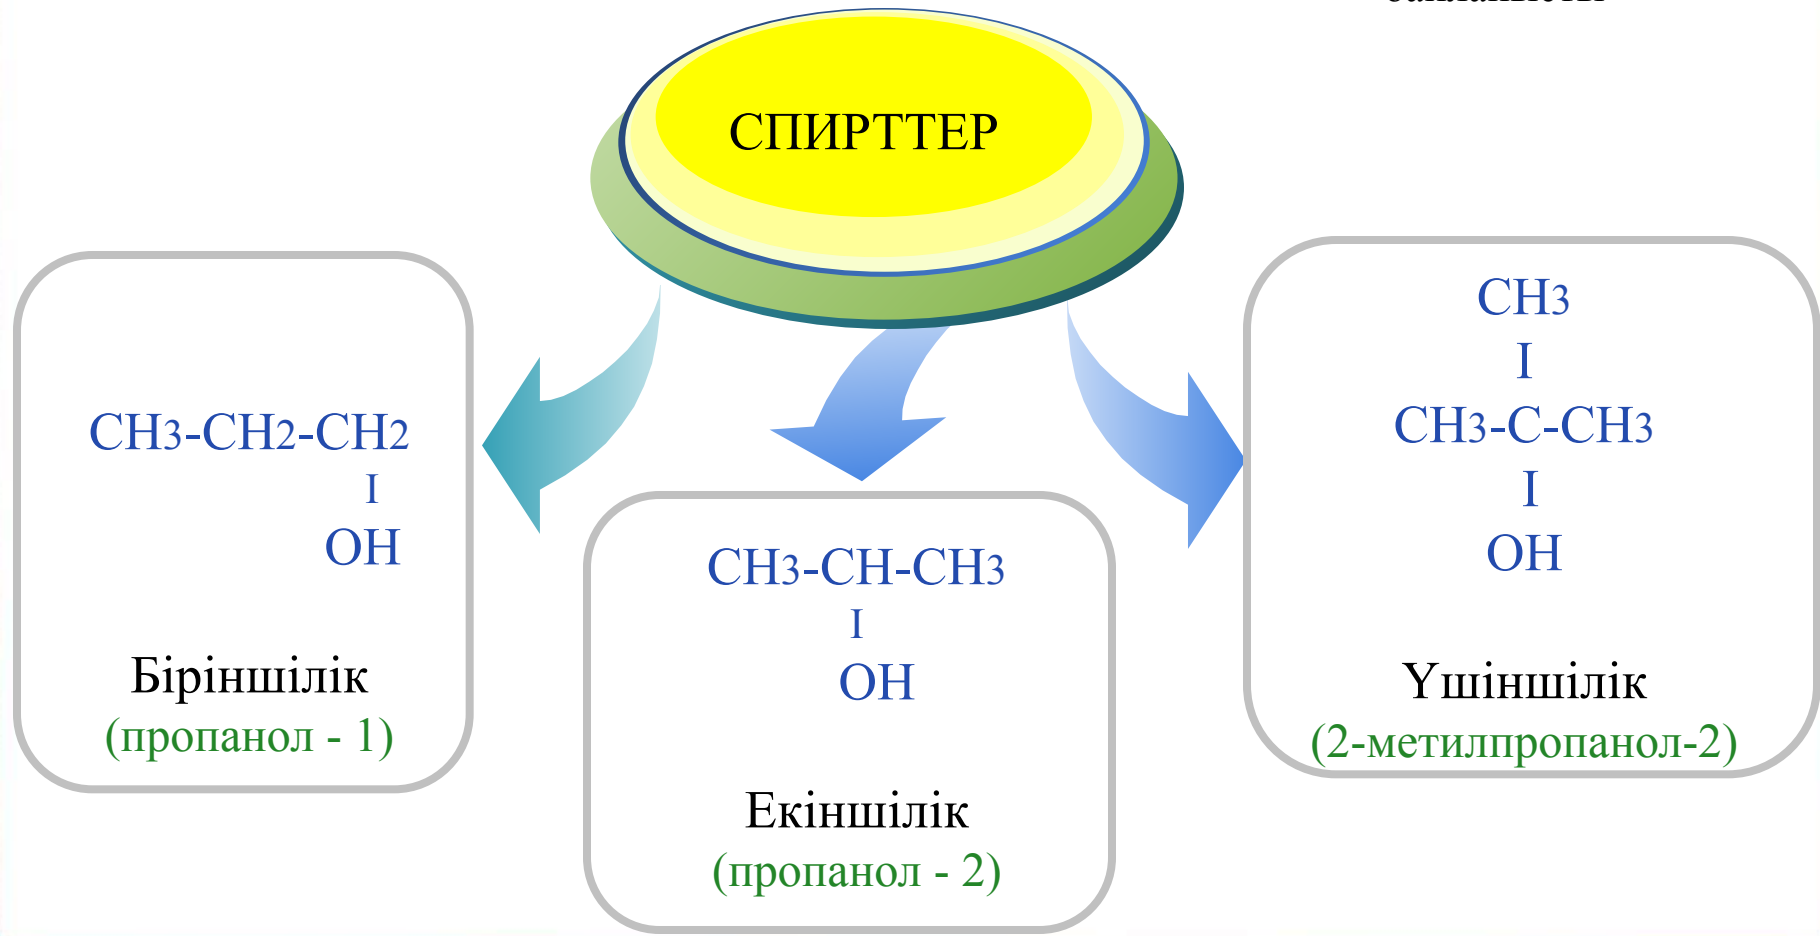 СПИРТТЕР
CH3-CH2-CH2
I
OH
Біріншілік
(пропанол - 1)
CH3-CH-CH3
I
OH
Екіншілік
(пропанол - 2)
CH3
I
CH3-C-CH3
I
OH
Үшіншілік
(2-метилпропанол-2)